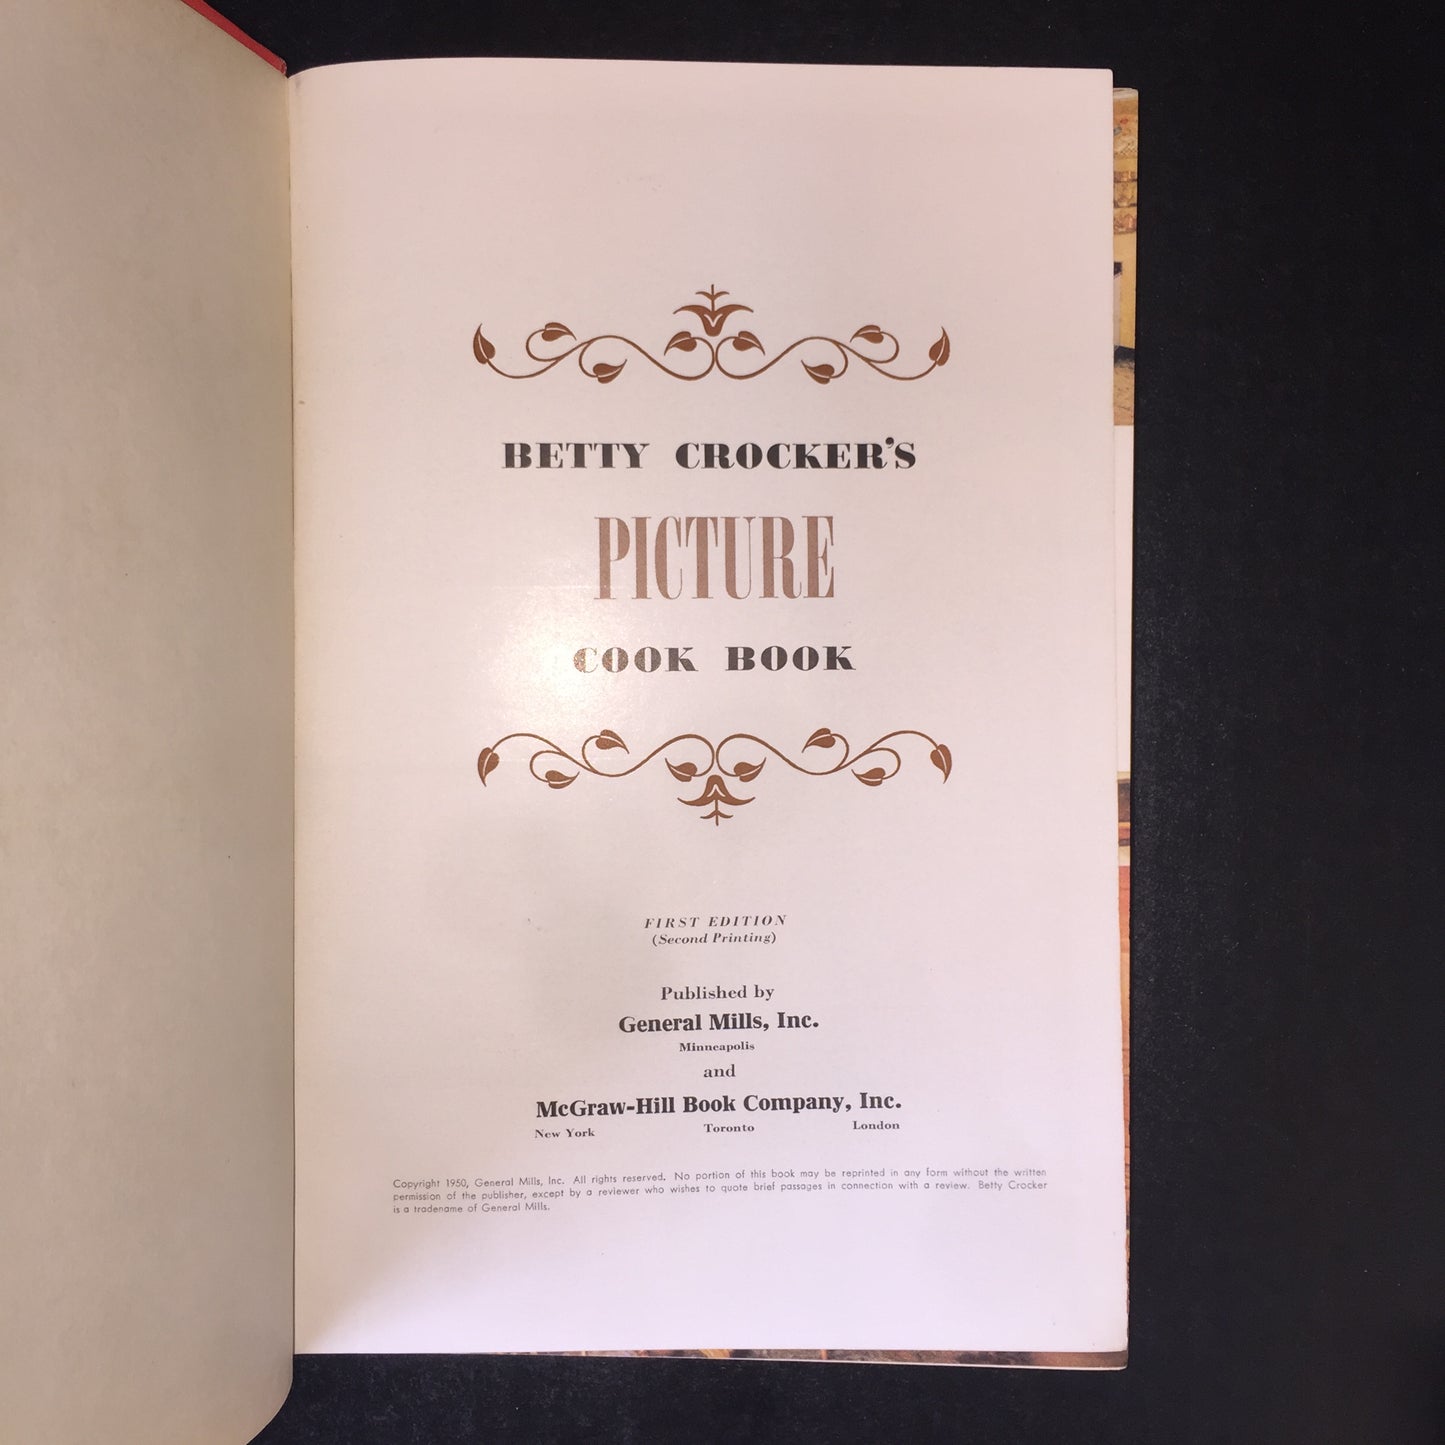 BETTY CROCKER'S
PICTURE
COOK BOOK
FIRST EDITION
(Second Printing)
Published by
General Mills, Inc.
Minneapolis
and
McGraw-Hill Book Company, Inc.
New York Toronto London
Copyright 1950, General Mills, Inc. All rights reserved. No portion of this book may be reprinted in any form without the written
permission of the publisher, except by a reviewer who wishes to quote brief passages in connection with a review. Betty Crocker
is a tradename of General Mills.